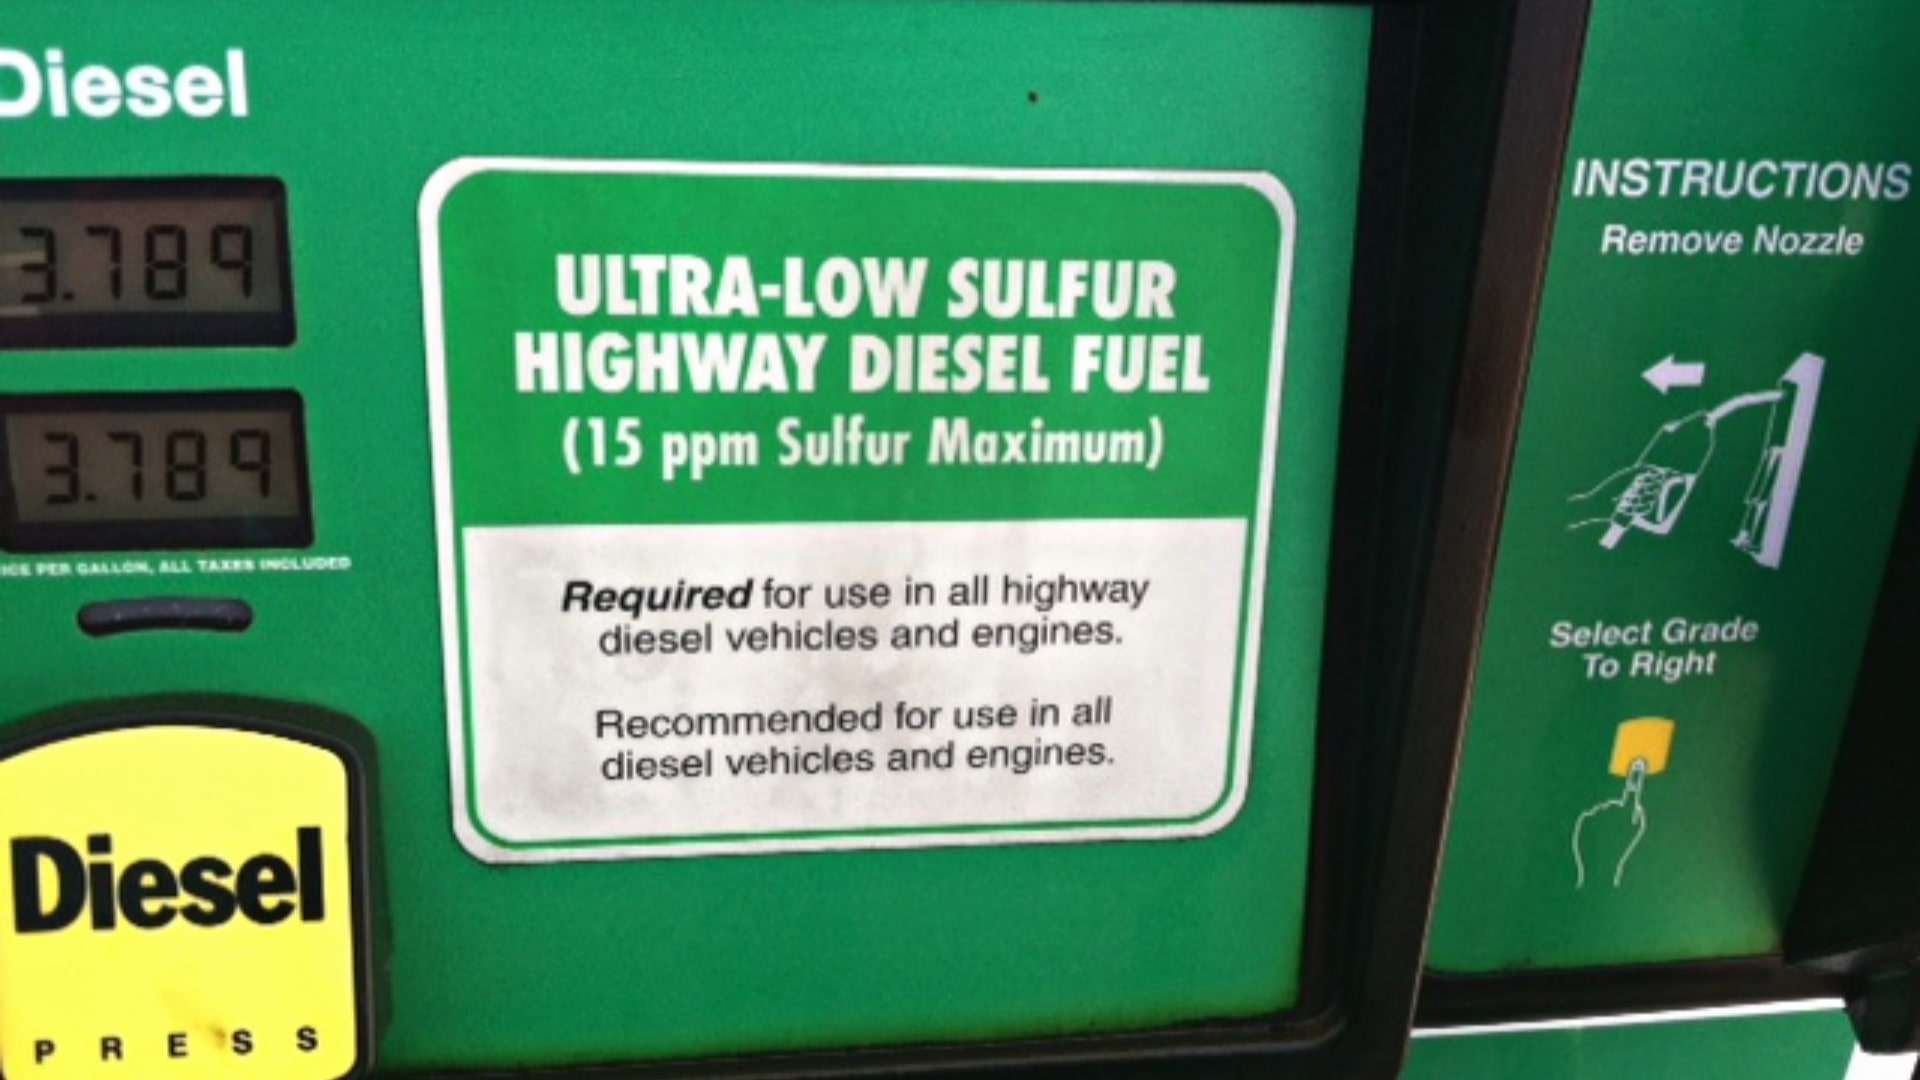 Diesel
3.789
3.789
PER GALLON, ALL TAXES INCLUDED
Diesel
PRESS
ULTRA-LOW SULFUR
HIGHWAY DIESEL FUEL
(15 ppm Sulfur Maximum)
Required for use in all highway
diesel vehicles and engines.
Recommended for use in all
diesel vehicles and engines.
INSTRUCTIONS
Remove Nozzle
Select Grade
To Right